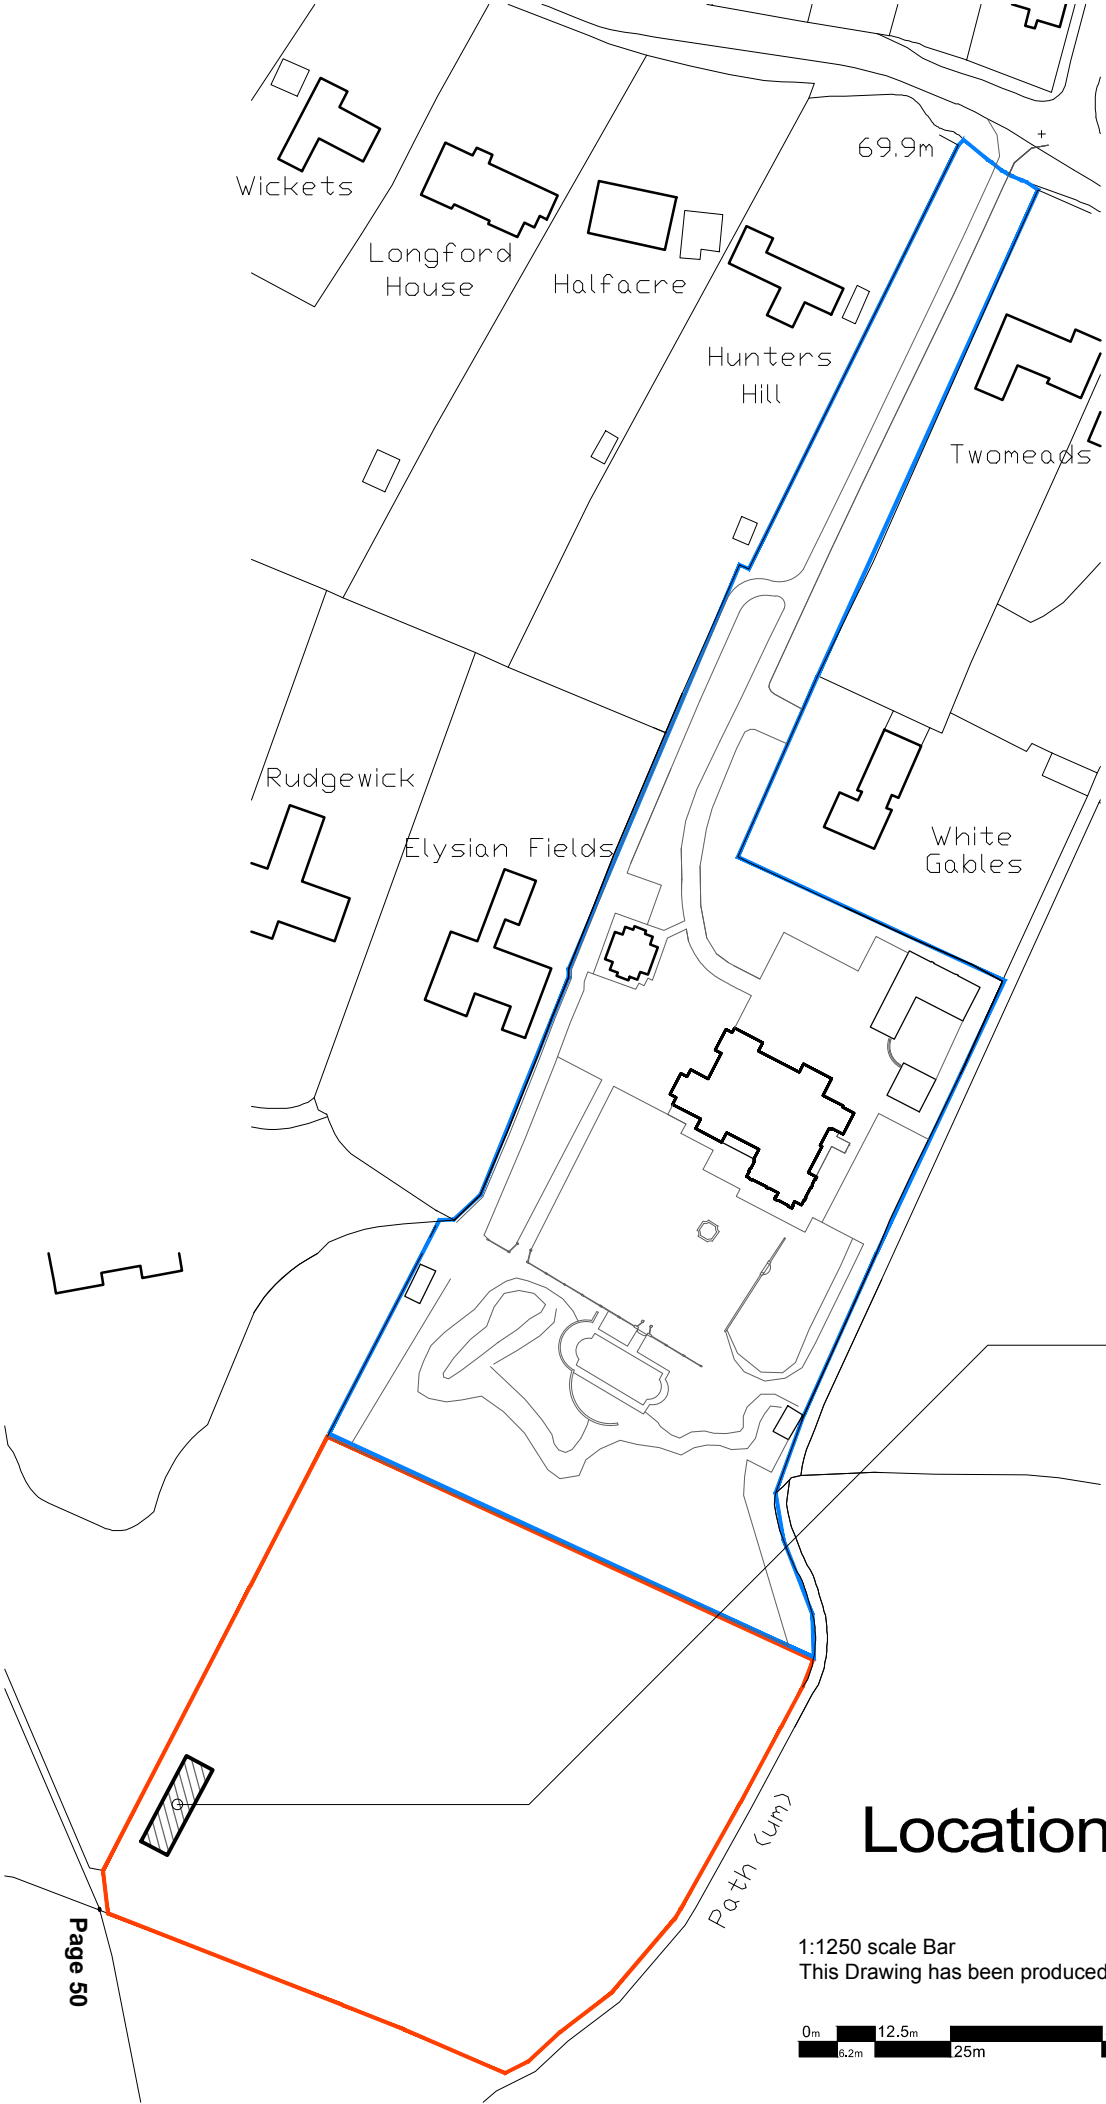 69.9m
+
Wickets
Longford
House
Halfacre
Hunters
Hill
Twomeads
Rudgewick
Elysian Fields
White
Gables
Path (um)
Location
Page 50
1:1250 scale Bar
This Drawing has been produced
0m 12.5m
6.2m 25m